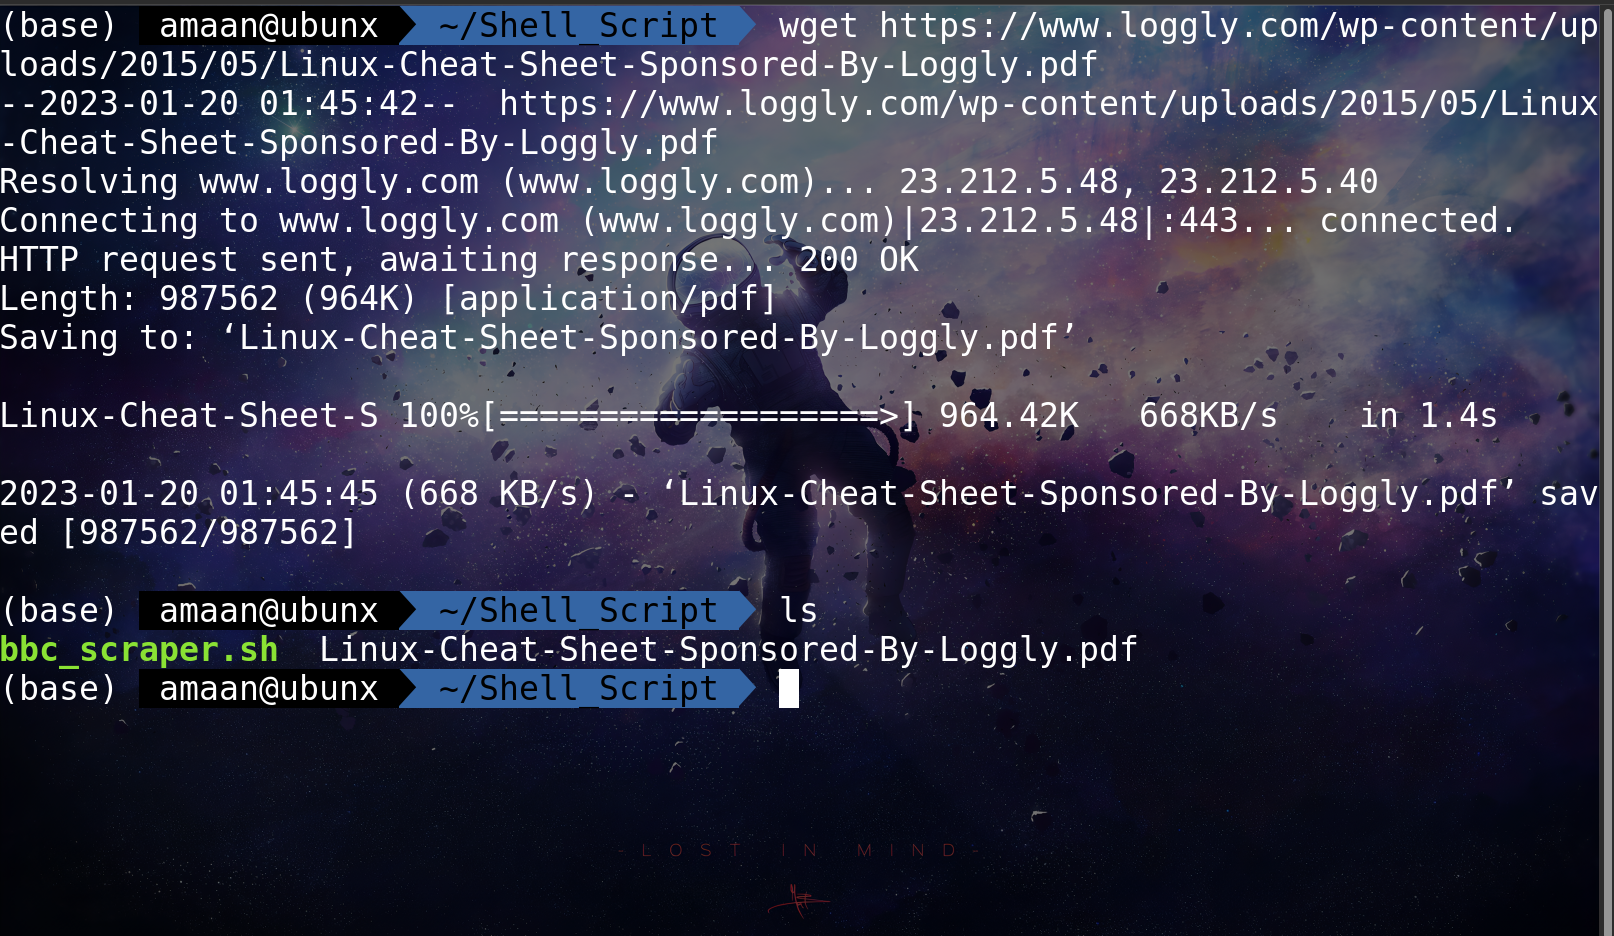 (base) amaan@ubunx ~/Shell_Script wget https://www.loggly.com/wp-content/up
loads/2015/05/Linux-Cheat-Sheet-Sponsored-By-Loggly.pdf
--2023-01-20 01:45:42--  https://www.loggly.com/wp-content/uploads/2015/05/Linux
-Cheat-Sheet-Sponsored-By-Loggly.pdf
Resolving www.loggly.com (www.loggly.com)... 23.212.5.48, 23.212.5.40
Connecting to www.loggly.com (www.loggly.com)|23.212.5.48|:443... connected.
HTTP request sent, awaiting response... 200 OK
Length: 987562 (964K) [application/pdf]
Saving to: ‘Linux-Cheat-Sheet-Sponsored-By-Loggly.pdf’
Linux-Cheat-Sheet-S 100%[===================>] 964.42K   668KB/s    in 1.4s
2023-01-20 01:45:45 (668 KB/s) - ‘Linux-Cheat-Sheet-Sponsored-By-Loggly.pdf’ sav
ed [987562/987562]
(base) amaan@ubunx ~/Shell_Script ls
bbc_scraper.sh  Linux-Cheat-Sheet-Sponsored-By-Loggly.pdf
(base) amaan@ubunx ~/Shell_Script
- LOST IN MIND -